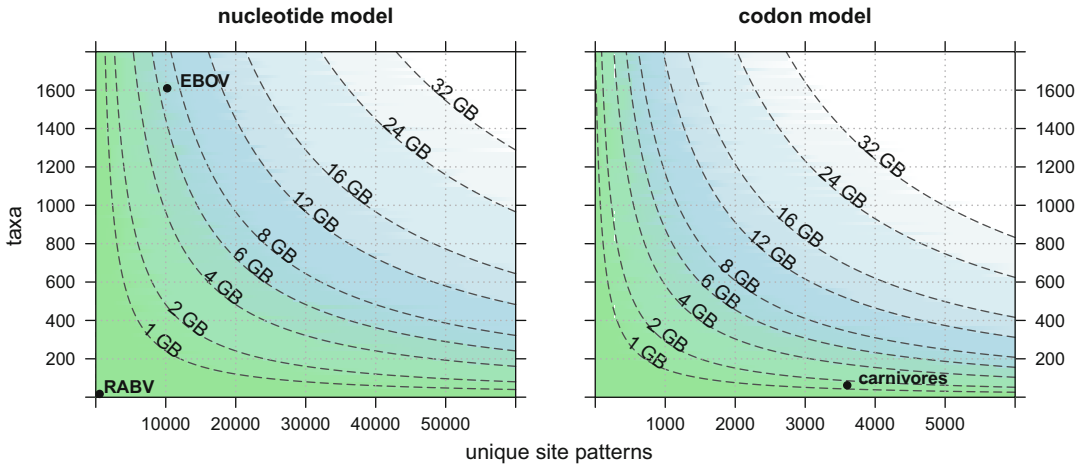 nucleotide model
codon model
taxa
1600
1400
1200
1000
800
600
400
200
EBOV
RABV
32 GB
24 GB
16 GB
12 GB
8 GB
6 GB
4 GB
2 GB
1 GB
10000 20000 30000 40000 50000
32 GB
24 GB
16 GB
12 GB
8 GB
6 GB
4 GB
2 GB
1 GB
carnivores
1600
1400
1200
1000
800
600
400
200
1000 2000 3000 4000 5000
unique site patterns